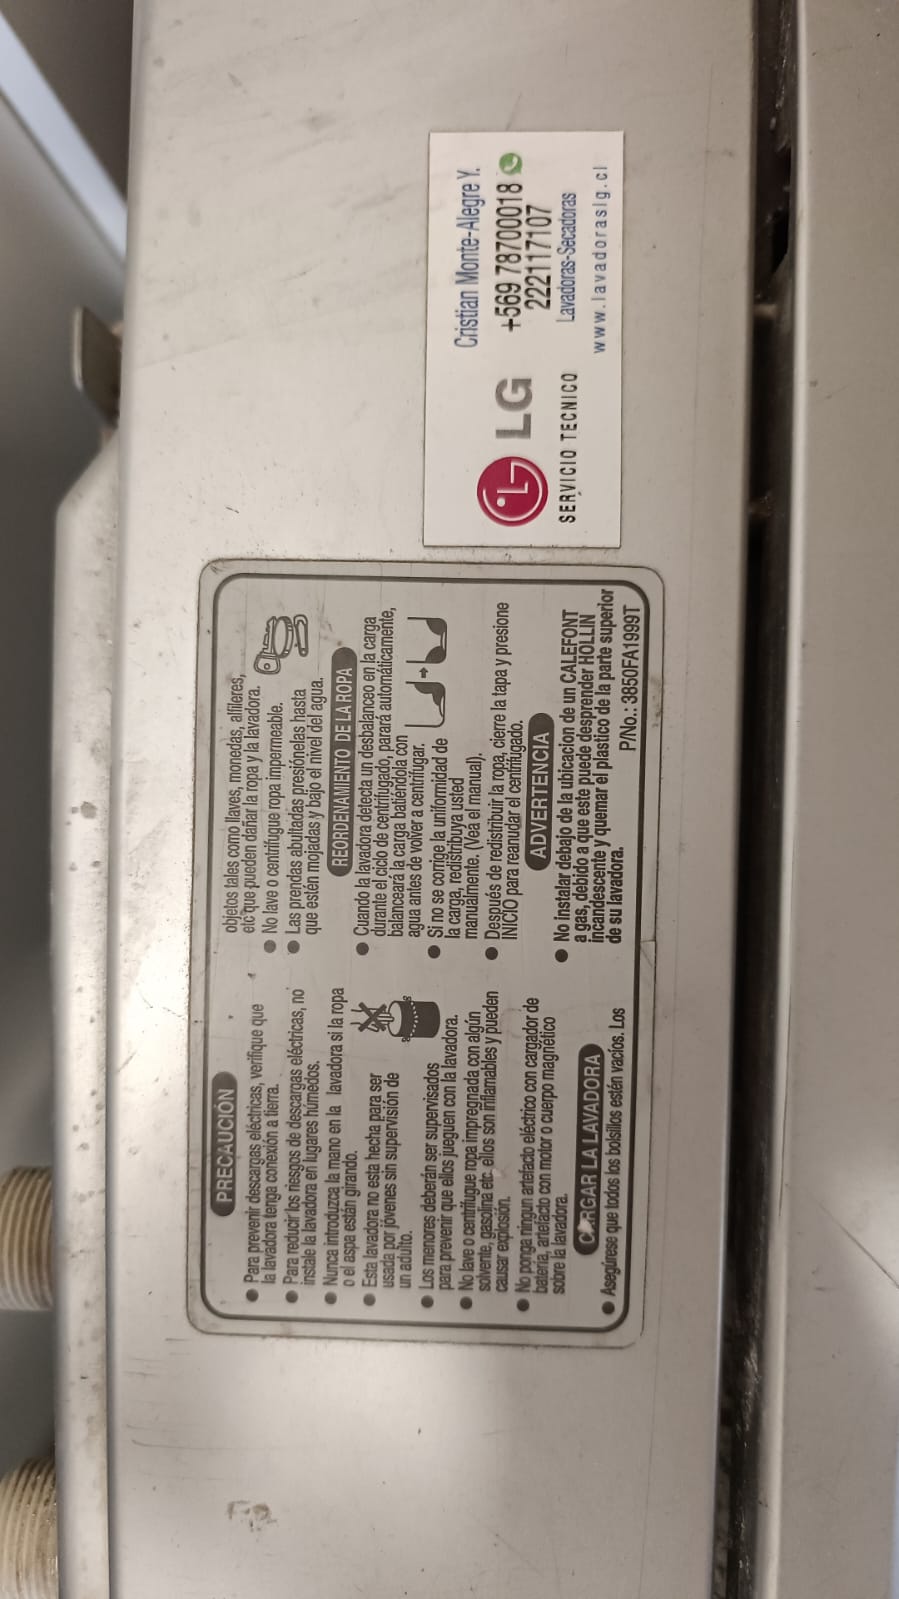 PRECAUCIÓN
● Para prevenir descargas eléctricas, verifique que
la lavadora tenga conexión a tierra.
● Para reducir los riesgos de descargas eléctricas, no
instale la lavadora en lugares húmedos.
● Nunca introduzca la mano en la lavadora si la ropa
o el aspa están girando.
● Esta lavadora no esta hecha para ser
usada por jóvenes sin supervisión de
un adulto.
● Los menores deberán ser supervisados
para prevenir que ellos jueguen con la lavadora.
● No lave o centrifugue ropa impregnada con algún
solvente, gasolina etc. ellos son inflamables y pueden
causar explosión.
● No ponga ningun artefacto eléctrico con cargador de
batería, artefacto con motor o cuerpo magnético
sobre la lavadora.
CARGAR LA LAVADORA
● Asegúrese que todos los bolsillos estén vacíos. Los
objetos tales como llaves, monedas, alfileres,
etc que pueden dañar la ropa y la lavadora.
● No lave o centrífugue ropa impermeable.
● Las prendas abultadas presiónelas hasta
que estén mojadas y bajo el nivel del agua.
REORDENAMIENTO DE LA ROPA
● Cuando la lavadora detecta un desbalanceo en la carga
durante el ciclo de centrifugado, parará automáticamente,
balanceará la carga batiéndola con
agua antes de volver a centrifugar.
● Si no se corrige la uniformidad de
la carga, redistribuya usted
manualmente. (Vea el manual).
● Después de redistribuir la ropa, cierre la tapa y presione
INICIO para reanudar el centrifugado.
ADVERTENCIA
● No instalar debajo de la ubicacion de un CALEFONT
a gas, debido a que este puede desprender HOLLIN
incandescente y quemar el plastico de la parte superior
de su lavadora.
P/No.: 3850FA1999T
LG
SERVICIO TECNICO
Cristian Monte-Alegre Y.
+569 78700018
222117107
Lavadoras-Secadoras
www.lavadoraslg.cl